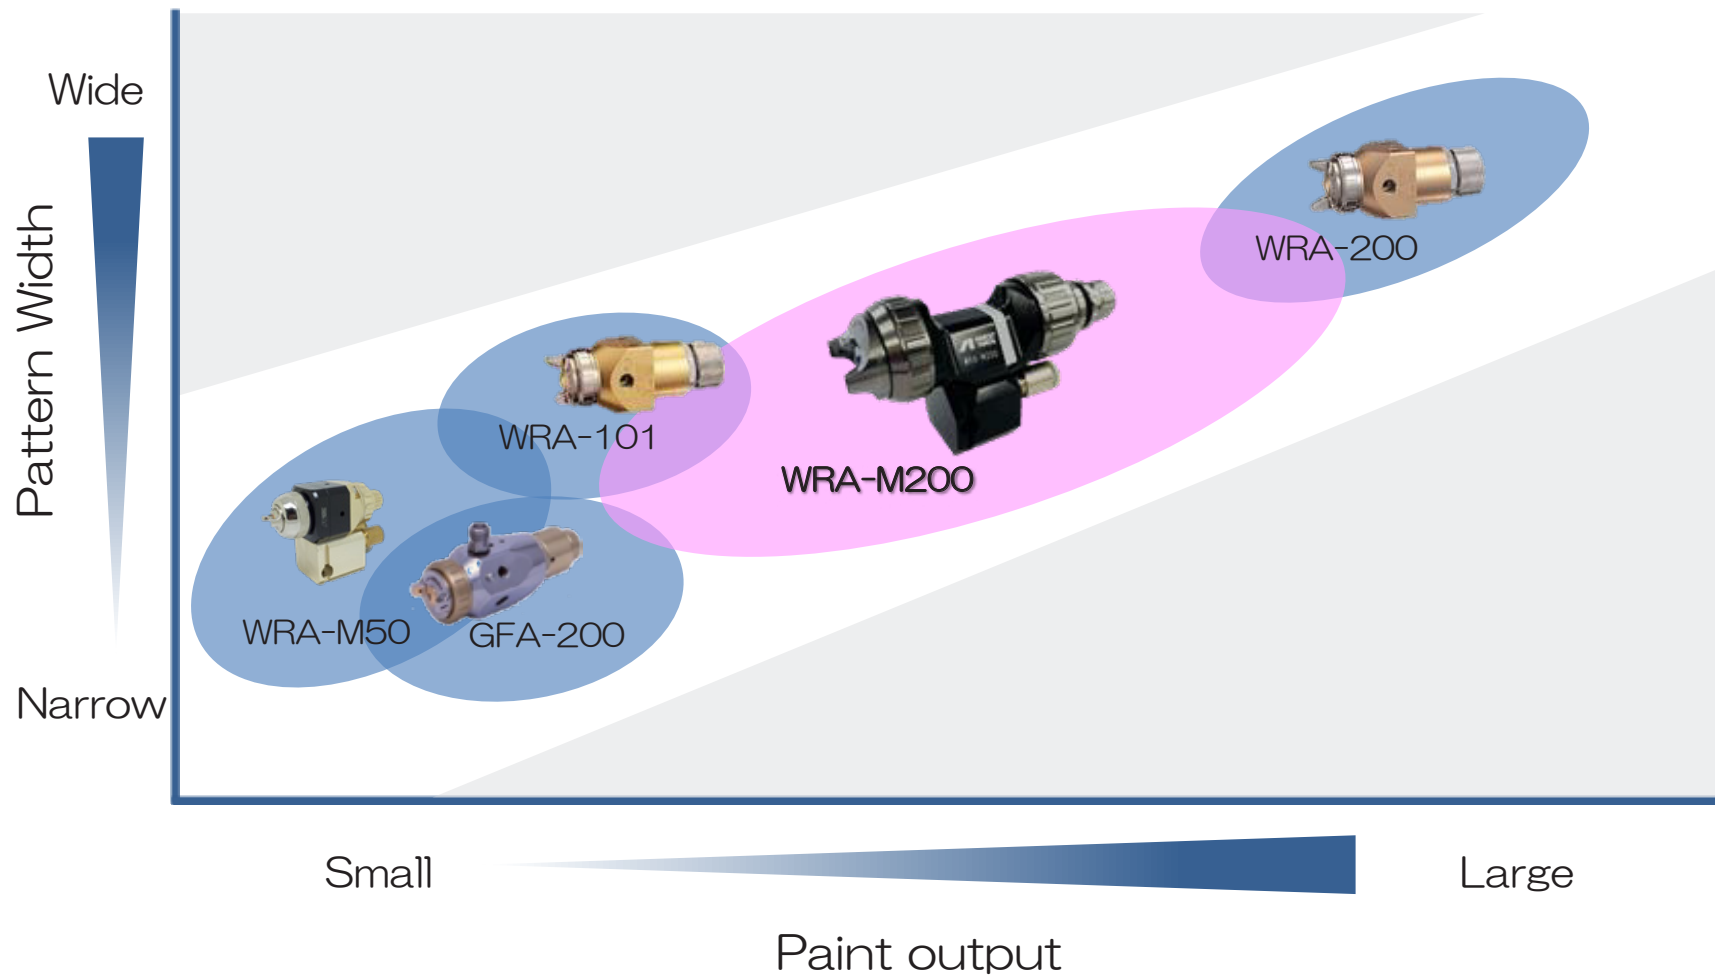 Wide
Pattern Width
Narrow
WRA-200
WRA-101
WRA-M200
WRA-M50
GFA-200
Small
Large
Paint output